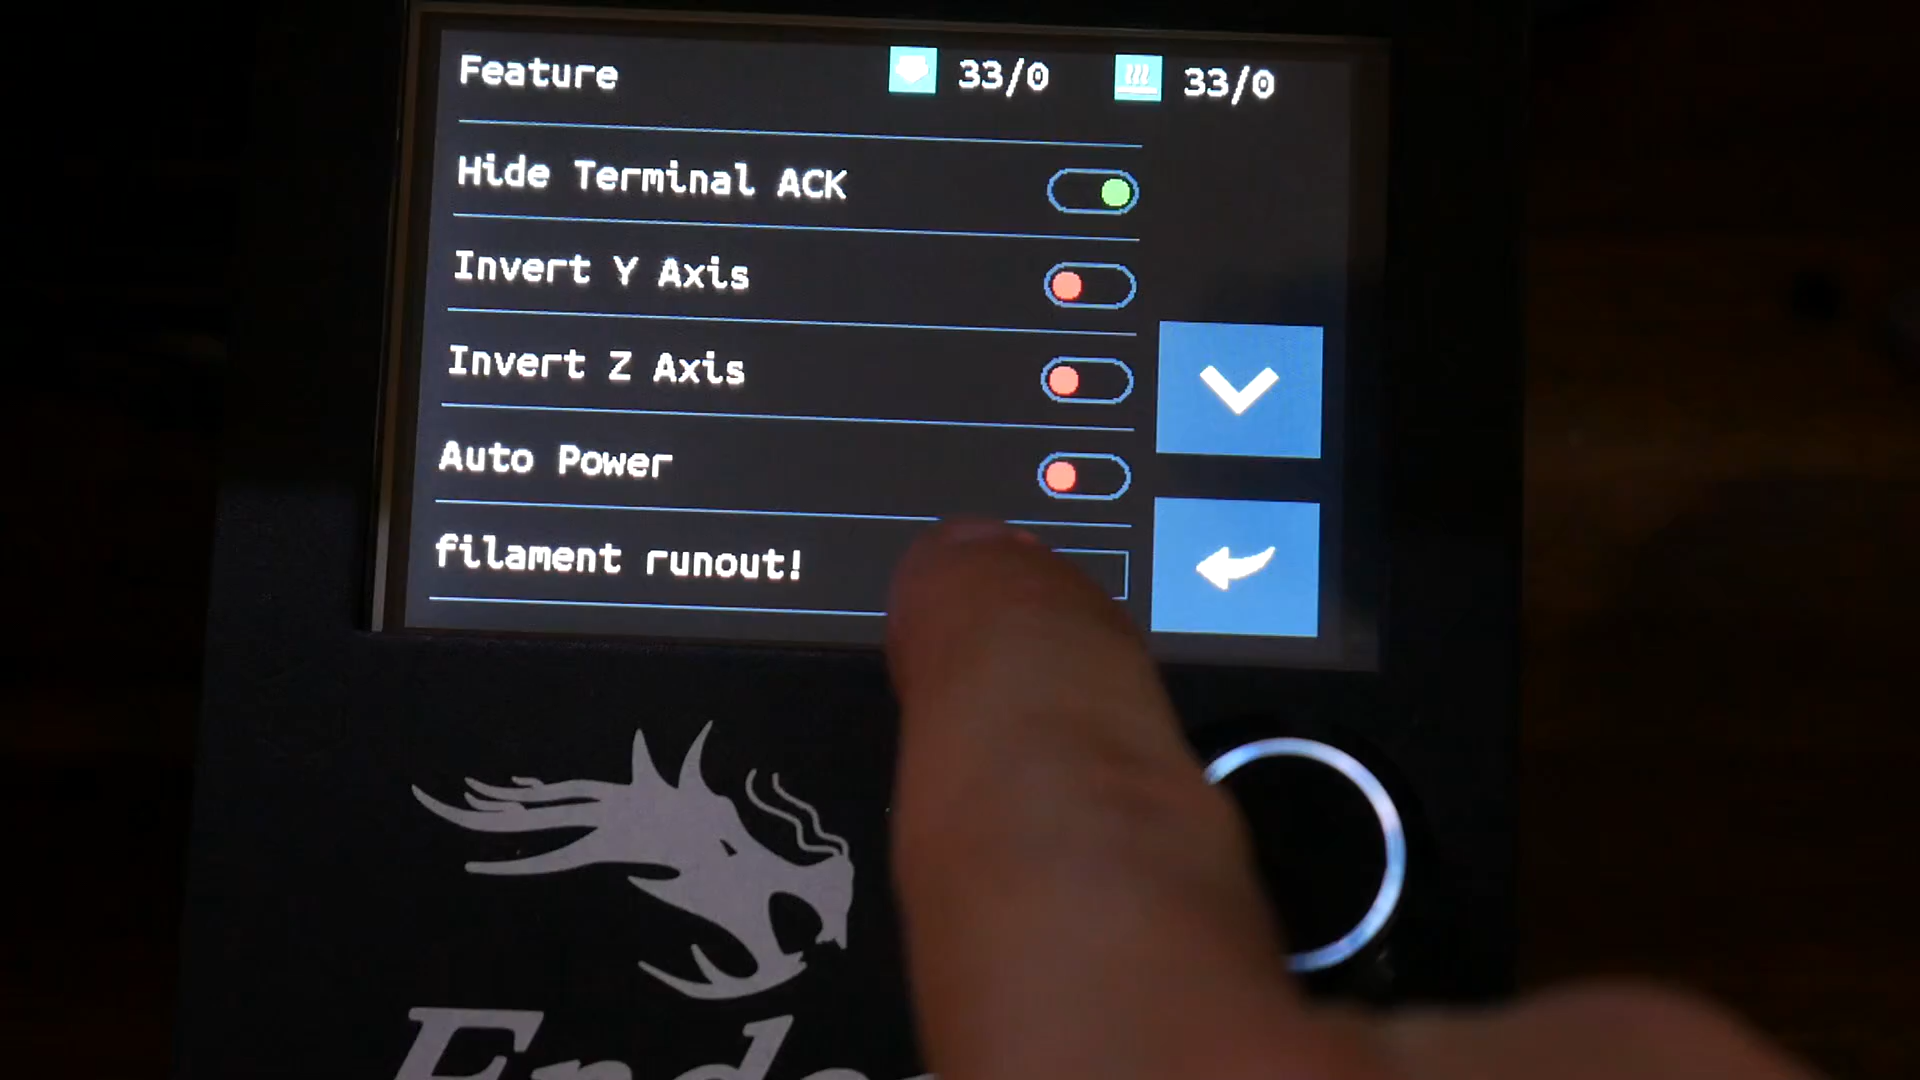 Feature 33/0 33/0
Hide Terminal ACK
Invert Y Axis
Invert Z Axis
Auto Power
filament runout!